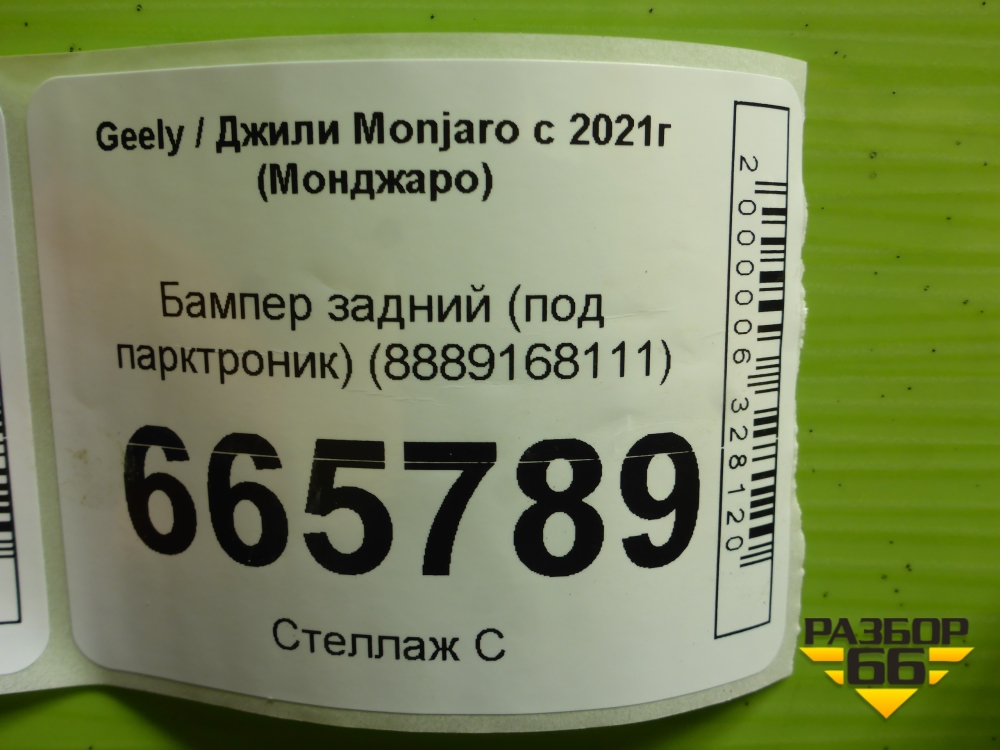 Geely / Джили Monjaro с 2021г
(Монджаро)
Бампер задний (под
парктроник) (8889168111)
665789
Стеллаж С
2000006328120
РАЗБОР
66